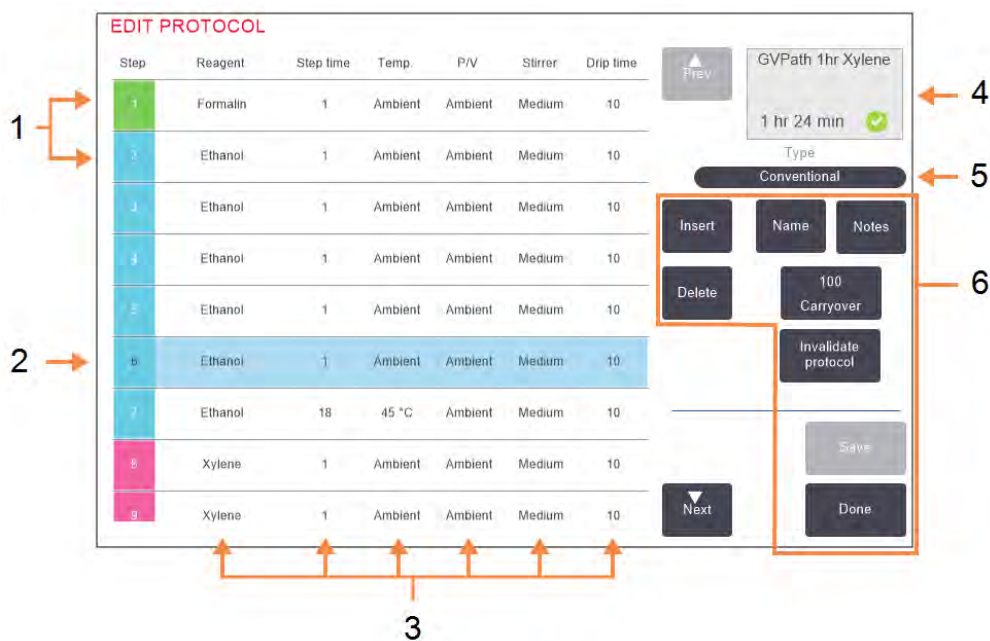 EDIT PROTOCOL
Step Reagent Step time Temp. P/V Stirrer Drip time
1 Formalin 1 Ambient Ambient Medium 10
2 Ethanol 1 Ambient Ambient Medium 10
3 Ethanol 1 Ambient Ambient Medium 10
4 Ethanol 1 Ambient Ambient Medium 10
5 Ethanol 1 Ambient Ambient Medium 10
6 Ethanol 1 Ambient Ambient Medium 10
7 Ethanol 18 45 °C Ambient Medium 10
8 Xylene 1 Ambient Ambient Medium 10
9 Xylene 1 Ambient Ambient Medium 10
Prev
Next
GVPath 1hr Xylene
1 hr 24 min
Type
Conventional
Insert
Name
Notes
Delete
100
Carryover
Invalidate
protocol
Save
Done
1
2
3
4
5
6